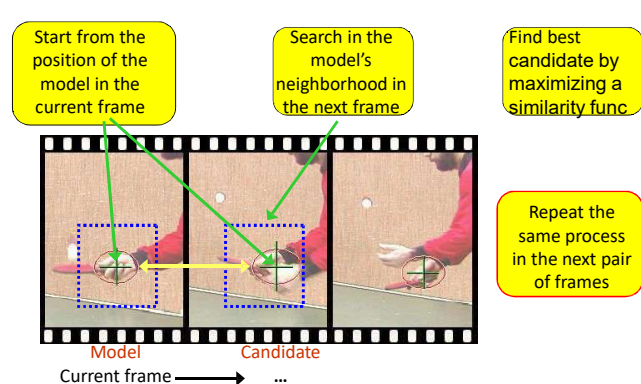 Start from the
position of the
model in the
current frame
Search in the
model's
neighborhood in
the next frame
Find best
candidate by
maximizing a
similarity func
Repeat the
same process
in the next pair
of frames
Model
Candidate
Current frame
...